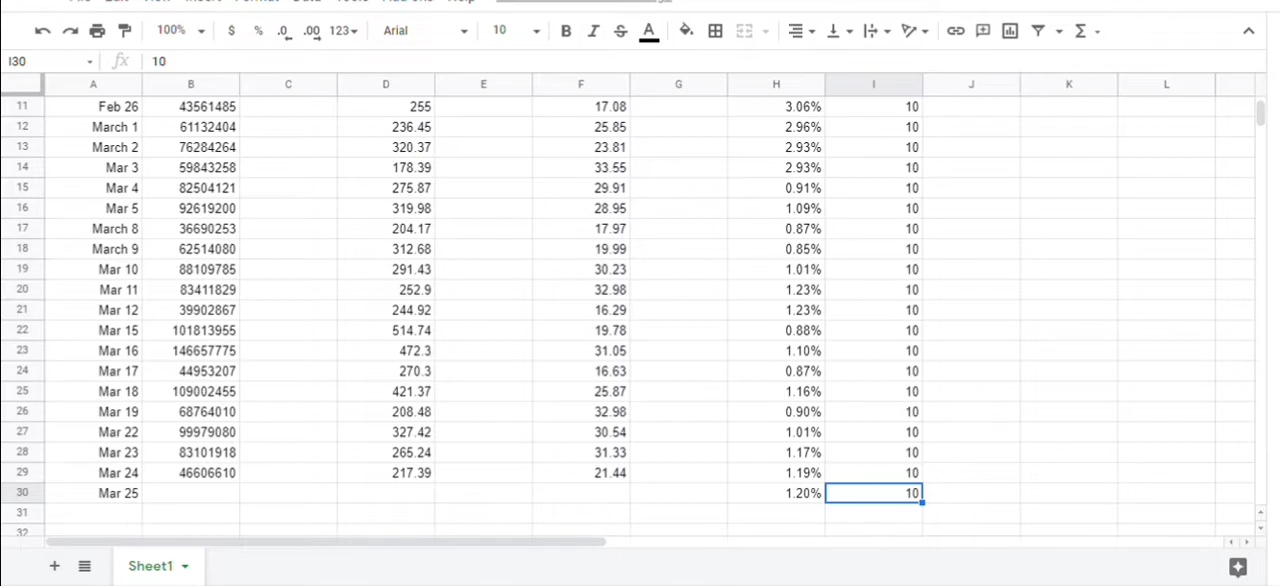 100% $ % .0 .00 123 Arial 10 B I S A Σ
I30 fx 10
A B C D E F G H I J K L
11 Feb 26 43561485 255 17.08 3.06% 10
12 March 1 61132404 236.45 25.85 2.96% 10
13 March 2 76284264 320.37 23.81 2.93% 10
14 Mar 3 59843258 178.39 33.55 2.93% 10
15 Mar 4 82504121 275.87 29.91 0.91% 10
16 Mar 5 92619200 319.98 28.95 1.09% 10
17 March 8 36690253 204.17 17.97 0.87% 10
18 March 9 62514080 312.68 19.99 0.85% 10
19 Mar 10 88109785 291.43 30.23 1.01% 10
20 Mar 11 83411829 252.9 32.98 1.23% 10
21 Mar 12 39902867 244.92 16.29 1.23% 10
22 Mar 15 101813955 514.74 19.78 0.88% 10
23 Mar 16 146657775 472.3 31.05 1.10% 10
24 Mar 17 44953207 270.3 16.63 0.87% 10
25 Mar 18 109002455 421.37 25.87 1.16% 10
26 Mar 19 68764010 208.48 32.98 0.90% 10
27 Mar 22 99979080 327.42 30.54 1.01% 10
28 Mar 23 83101918 265.24 31.33 1.17% 10
29 Mar 24 46606610 217.39 21.44 1.19% 10
30 Mar 25 1.20% 10
31
32
+ Sheet1